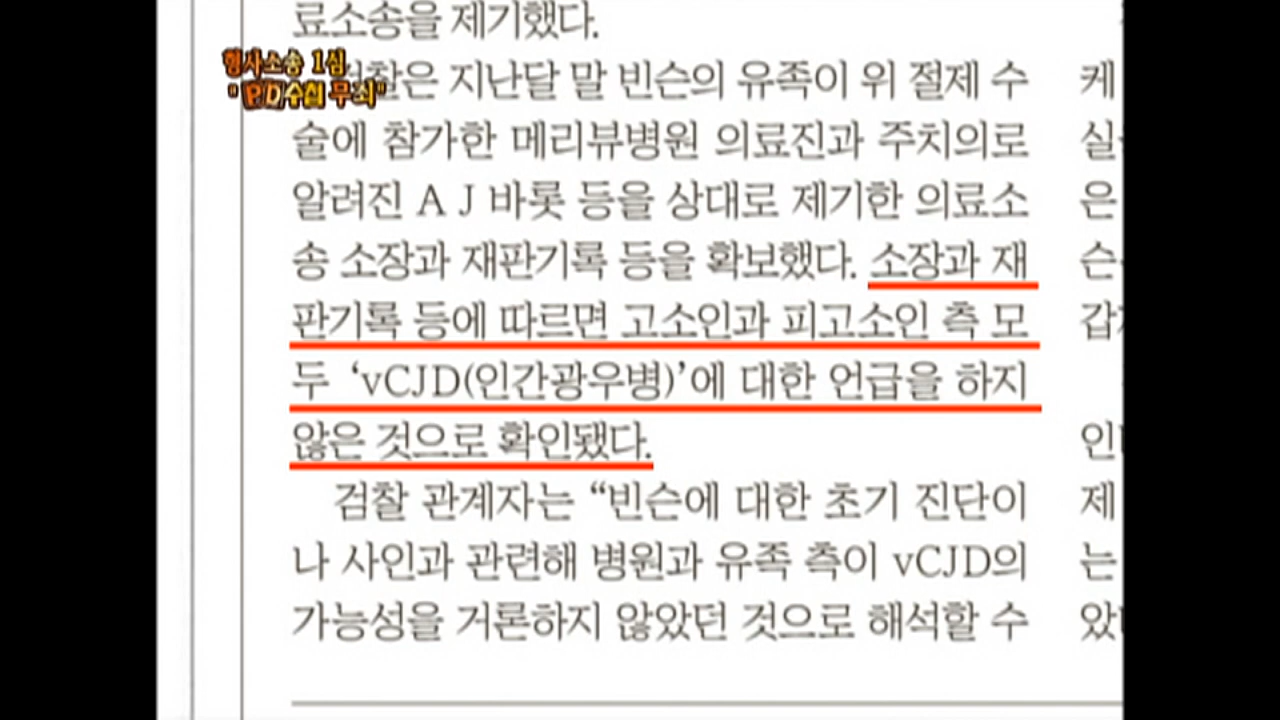 형사소송 1심
"PD수첩 무죄"
료소송을 제기했다.
찰은 지난달 말 빈슨의 유족이 위 절제 수
술에 참가한 메리뷰병원 의료진과 주치의로
알려진 A J 바롯 등을 상대로 제기한 의료소
송 소장과 재판기록 등을 확보했다. 소장과 재
판기록 등에 따르면 고소인과 피고소인 측 모
두 ‘vCJD(인간광우병)’에 대한 언급을 하지
않은 것으로 확인됐다.
검찰 관계자는 “빈슨에 대한 초기 진단이
나 사인과 관련해 병원과 유족 측이 vCJD의
가능성을 거론하지 않았던 것으로 해석할 수
케
실
은
슨
갑
인
제
는
았